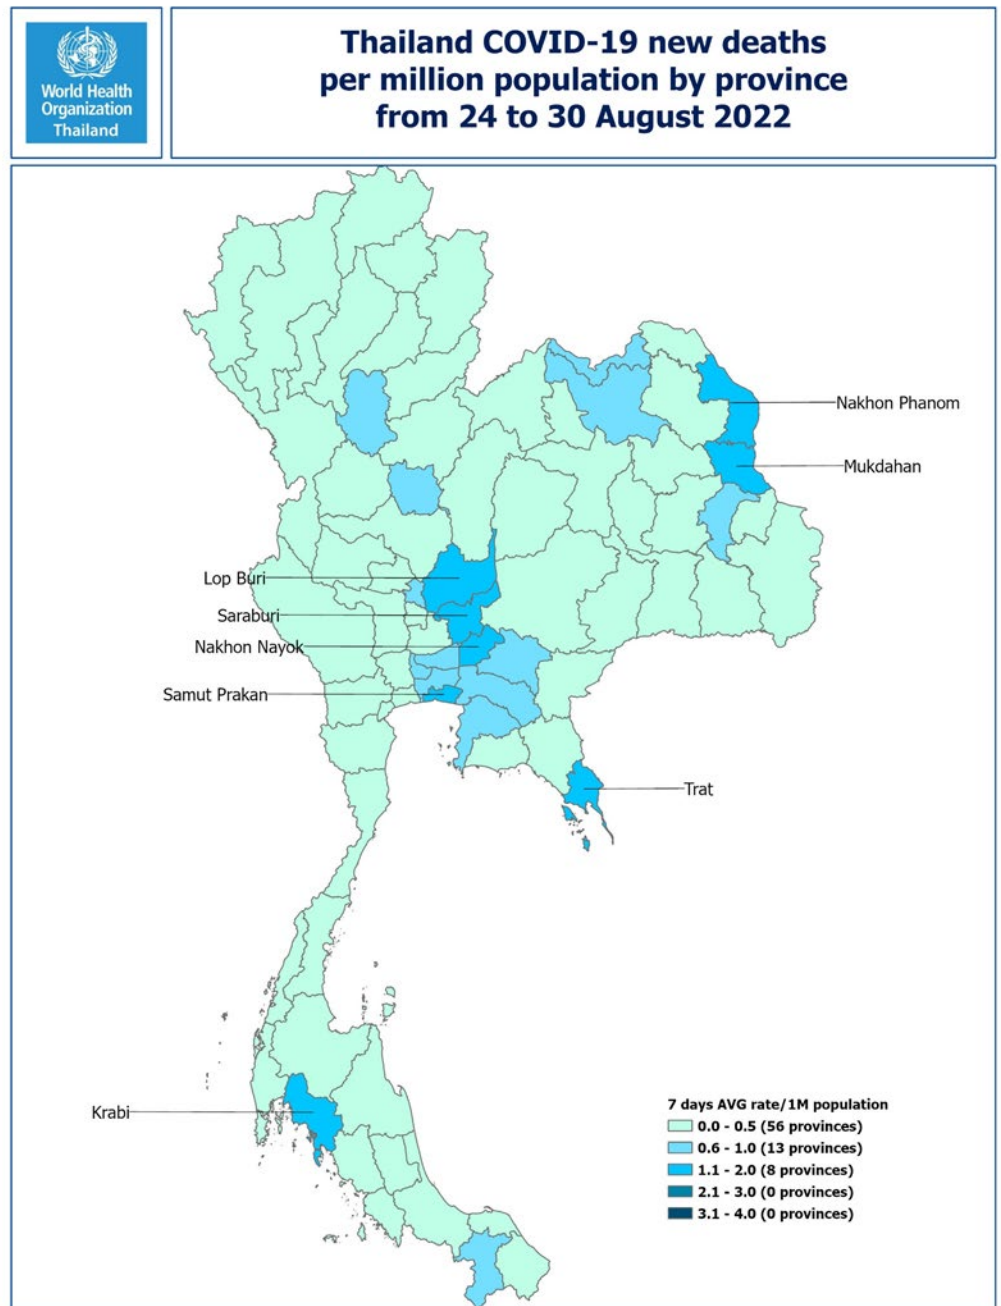 World Health
Organization
Thailand
Thailand COVID-19 new deaths
per million population by province
from 24 to 30 August 2022
Nakhon Phanom
Mukdahan
Lop Buri
Saraburi
Nakhon Nayok
Samut Prakan
Trat
Krabi
7 days AVG rate/1M population
0.0 - 0.5 (56 provinces)
0.6 - 1.0 (13 provinces)
1.1 - 2.0 (8 provinces)
2.1 - 3.0 (0 provinces)
3.1 - 4.0 (0 provinces)